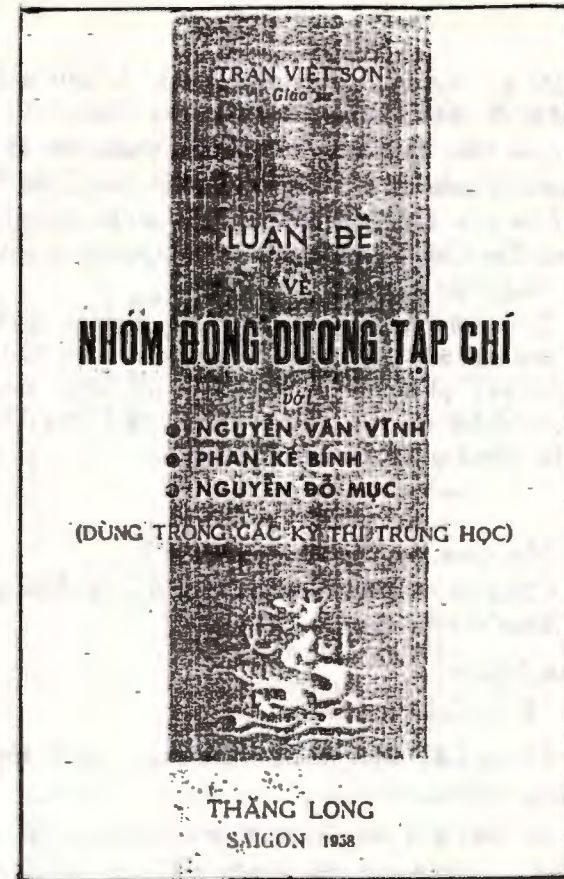 TRẦN VIỆT SƠN
Giáo sư
LUẬN ĐỀ
VỀ
NHÓM ĐÔNG DƯƠNG TẠP CHÍ
với
NGUYỄN VĂN VĨNH
PHAN KẾ BÍNH
NGUYỄN ĐỖ MỤC
(DÙNG TRONG CÁC KỲ THI TRUNG HỌC)
THĂNG LONG
SAIGON 1958